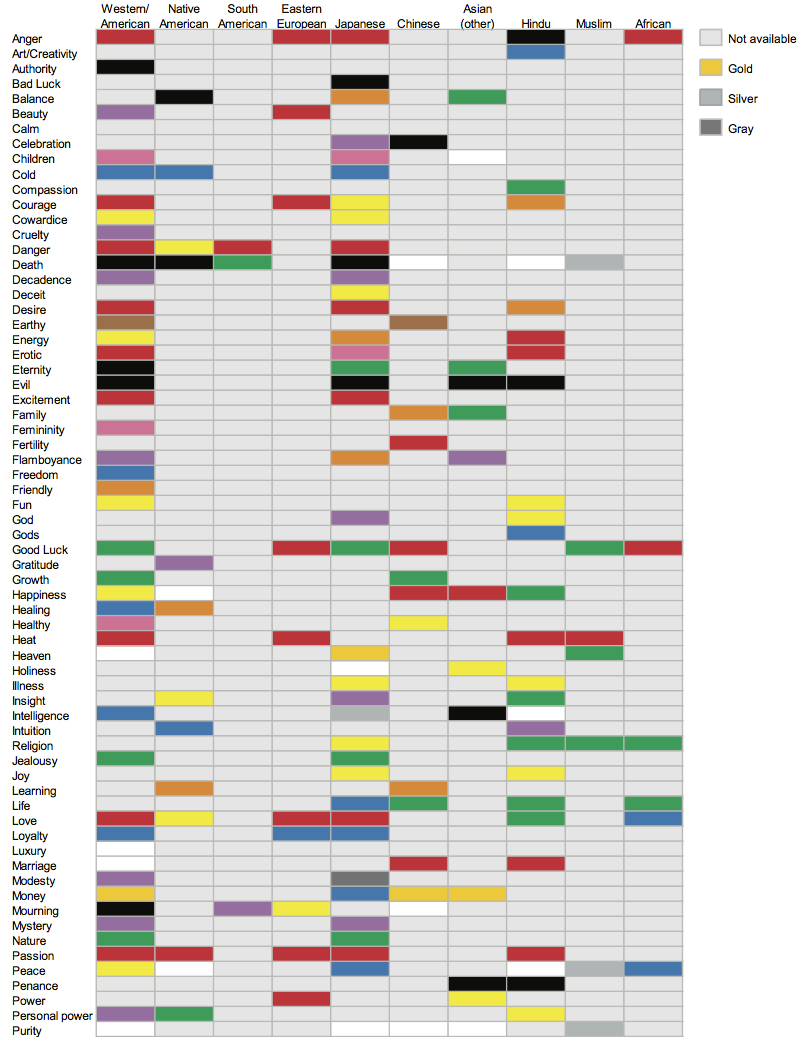 Western/ Native South Eastern Asian
American American American European Japanese Chinese (other) Hindu Muslim African
Anger
Not available
Art/Creativity
Authority
Gold
Bad Luck
Balance
Silver
Beauty
Calm
Gray
Celebration
Children
Cold
Compassion
Courage
Cowardice
Cruelty
Danger
Death
Decadence
Deceit
Desire
Earthy
Energy
Erotic
Eternity
Evil
Excitement
Family
Femininity
Fertility
Flamboyance
Freedom
Friendly
Fun
God
Gods
Good Luck
Gratitude
Growth
Happiness
Healing
Healthy
Heat
Heaven
Holiness
Illness
Insight
Intelligence
Intuition
Religion
Jealousy
Joy
Learning
Life
Love
Loyalty
Luxury
Marriage
Modesty
Money
Mourning
Mystery
Nature
Passion
Peace
Penance
Power
Personal power
Purity